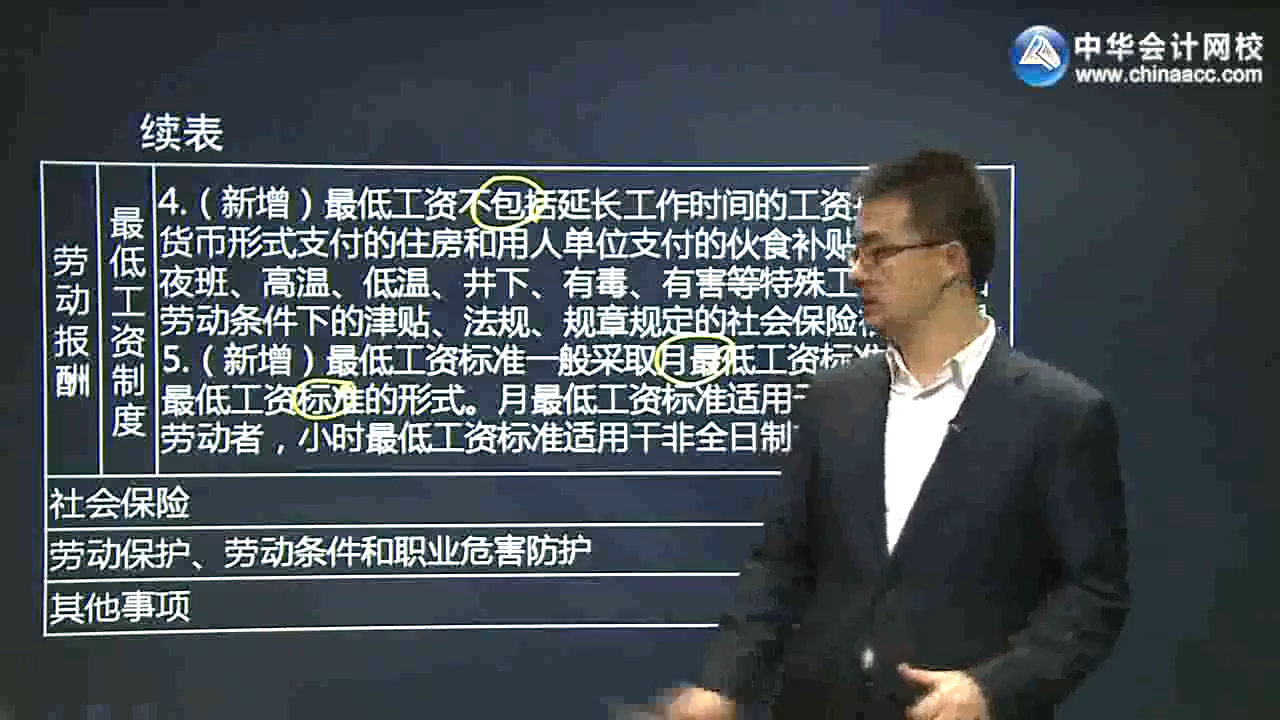 中华会计网校
www.chinaacc.com
续表
劳动报酬
最低工资制度
4.（新增）最低工资不包括延长工作时间的工资
货币形式支付的住房和用人单位支付的伙食补贴
夜班、高温、低温、井下、有毒、有害等特殊工
劳动条件下的津贴、法规、规章规定的社会保险
5.（新增）最低工资标准一般采取月最低工资标准
最低工资标准的形式。月最低工资标准适用于
劳动者，小时最低工资标准适用于非全日制
社会保险
劳动保护、劳动条件和职业危害防护
其他事项